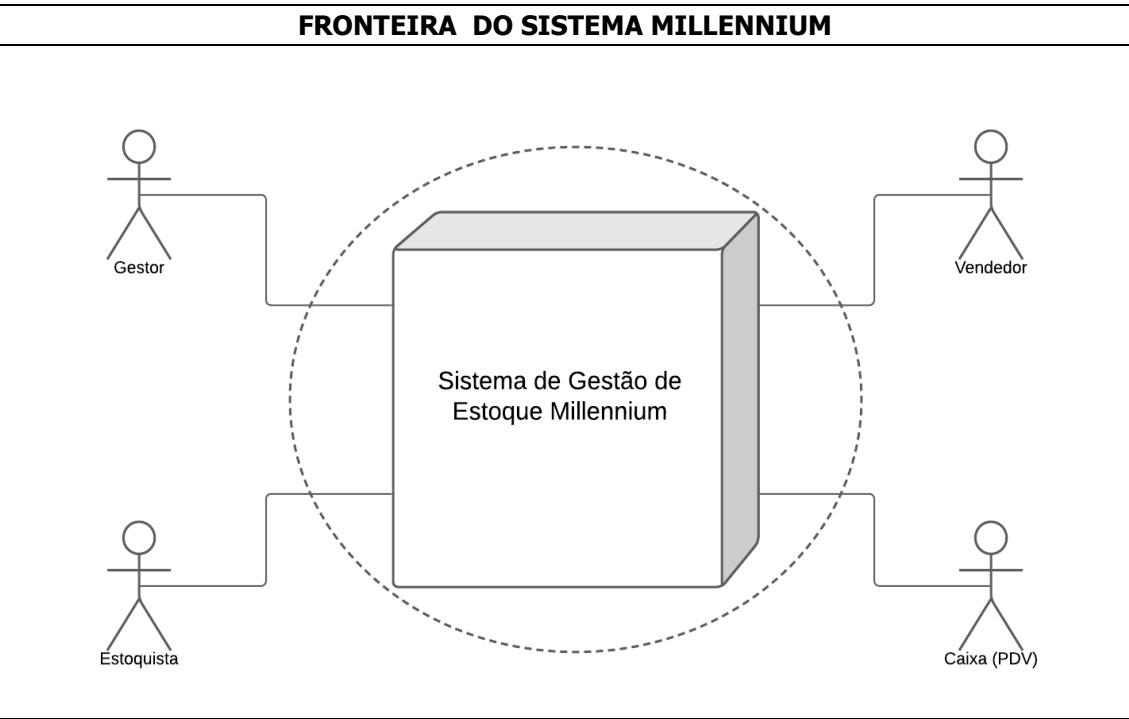 FRONTEIRA DO SISTEMA MILLENNIUM
Gestor
Vendedor
Sistema de Gestão de
Estoque Millennium
Estoquista
Caixa (PDV)